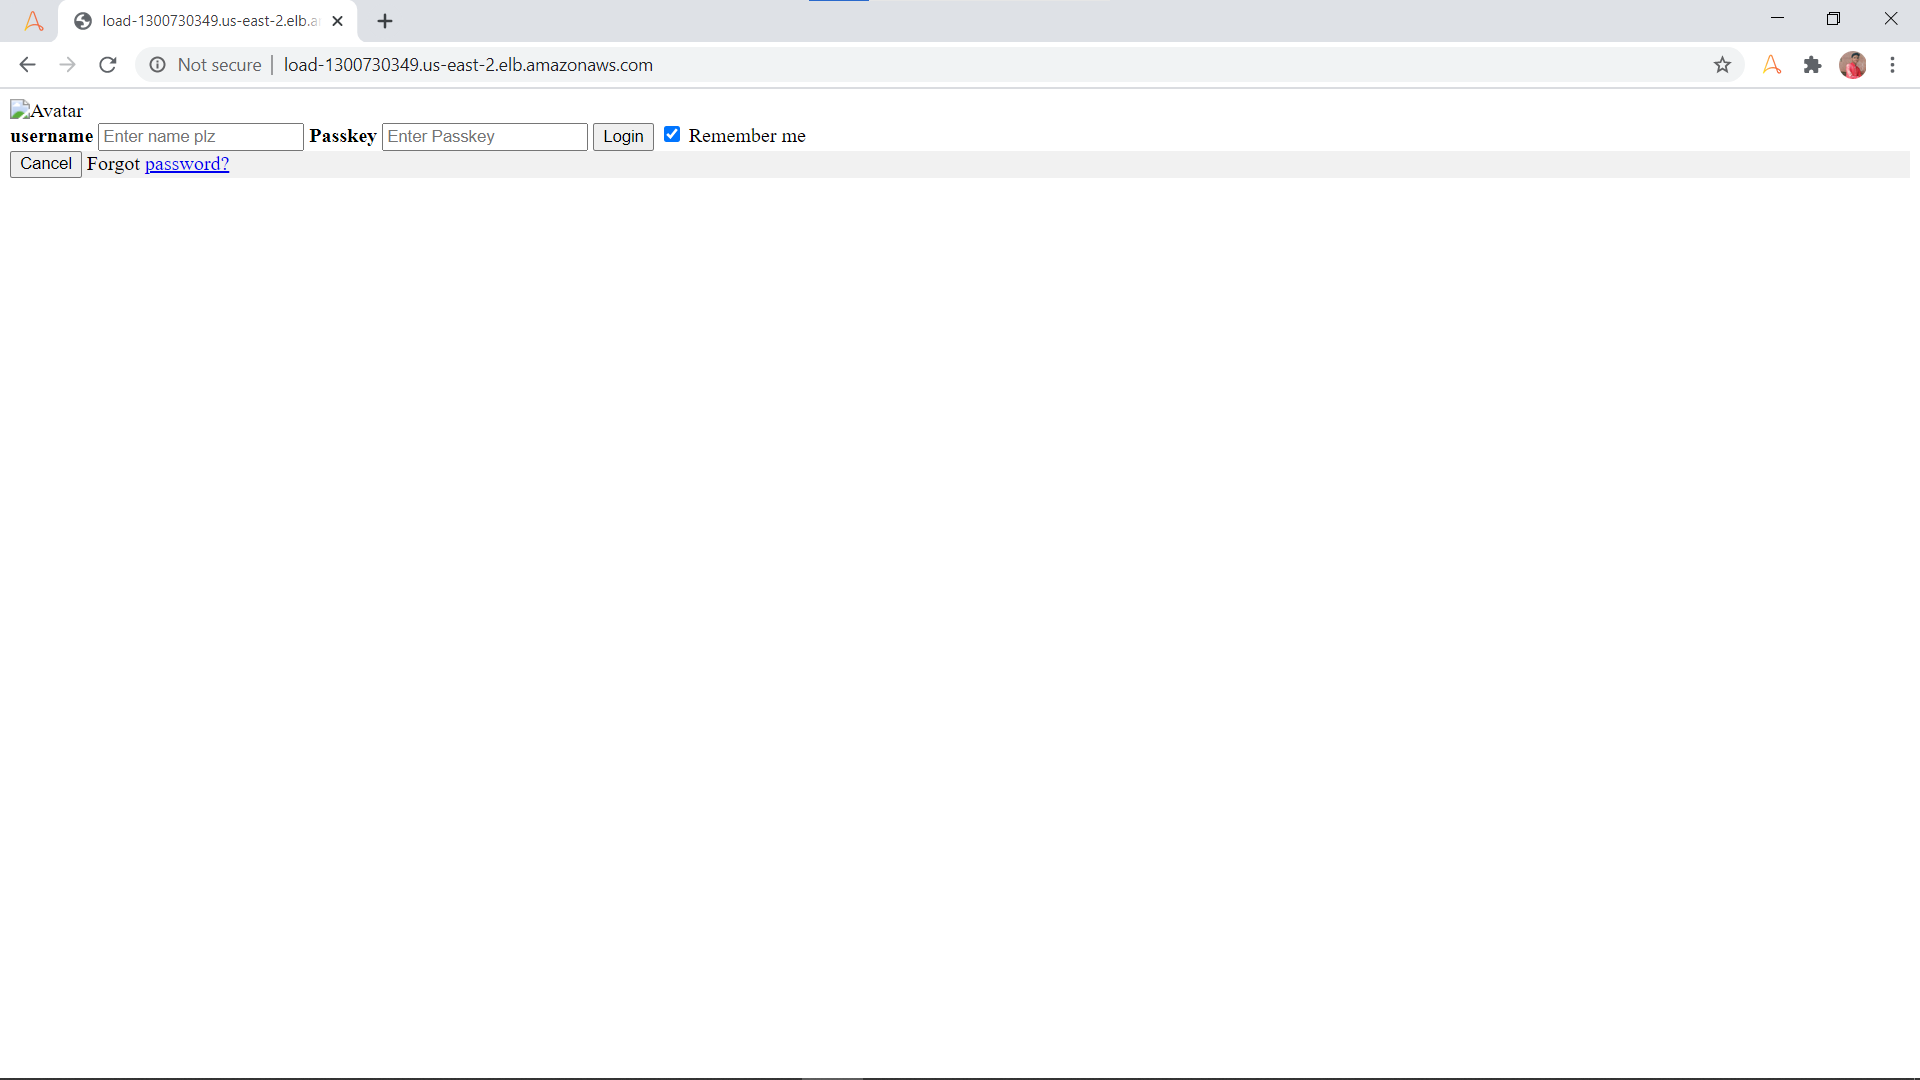 load-1300730349.us-east-2.elb.a
Not secure | load-1300730349.us-east-2.elb.amazonaws.com
Avatar
username Enter name plz Passkey Enter Passkey Login Remember me
Cancel Forgot password?